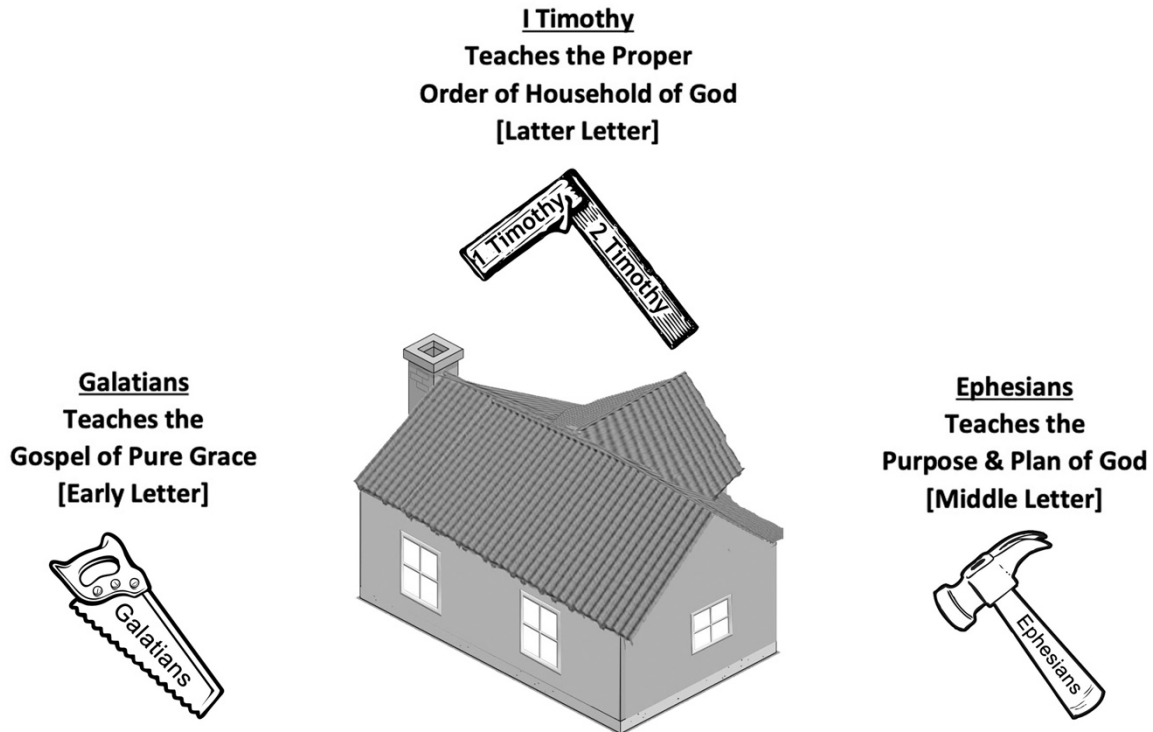 I Timothy
Teaches the Proper
Order of Household of God
[Latter Letter]
1 Timothy
2 Timothy
Galatians
Teaches the
Gospel of Pure Grace
[Early Letter]
Galatians
Ephesians
Teaches the
Purpose & Plan of God
[Middle Letter]
Ephesians